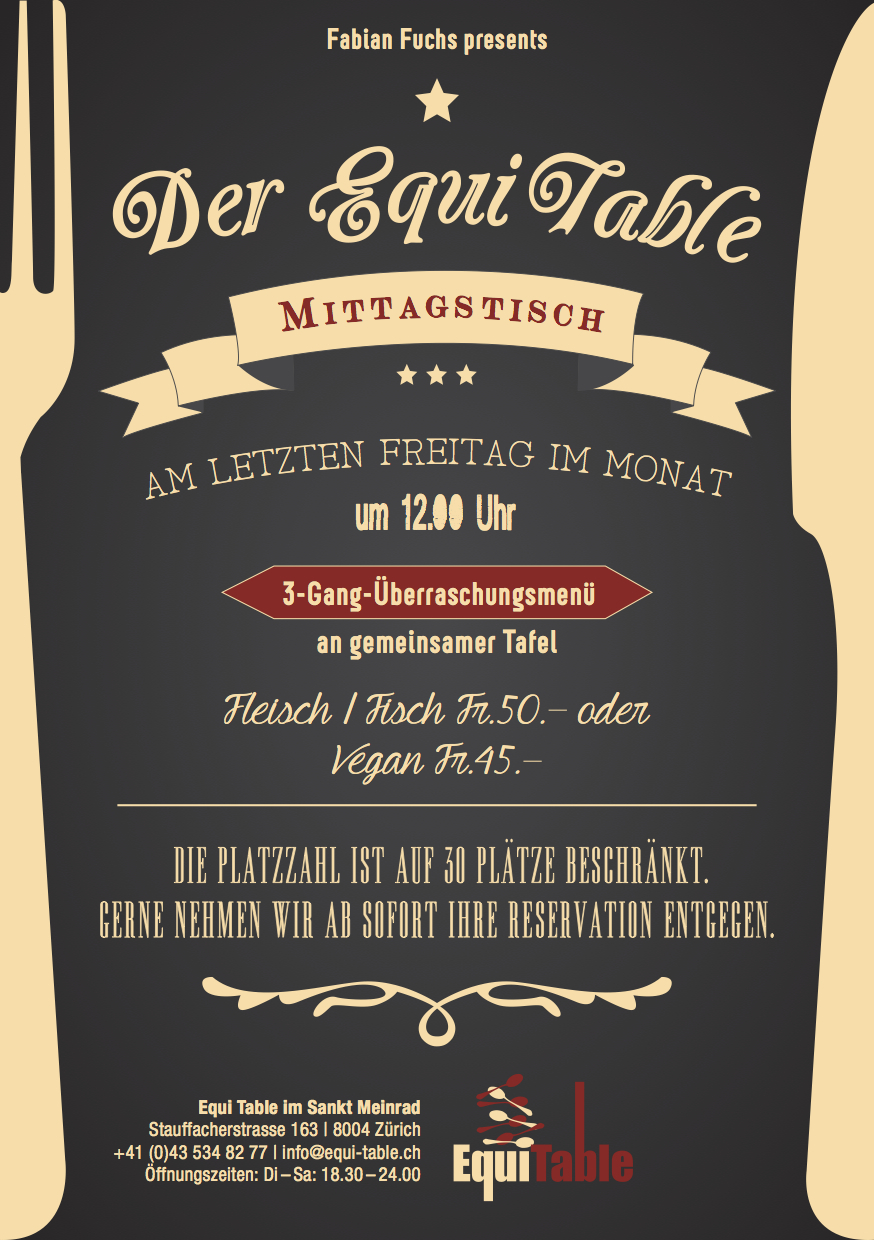 Fabian Fuchs presents
Der Equi Table
MITTAGSTISCH
AM LETZTEN FREITAG IM MONAT
um 12.00 Uhr
3-Gang-Überraschungsmenü
an gemeinsamer Tafel
Fleisch / Fisch Fr.50.– oder
Vegan Fr.45.–
DIE PLATZZAHL IST AUF 30 PLÄTZE BESCHRÄNKT.
GERNE NEHMEN WIR AB SOFORT IHRE RESERVATION ENTGEGEN.
Equi Table im Sankt Meinrad
Stauffacherstrasse 163 | 8004 Zürich
+41 (0)43 534 82 77 | info@equi-table.ch
Öffnungszeiten: Di – Sa: 18.30 – 24.00
EquiTable